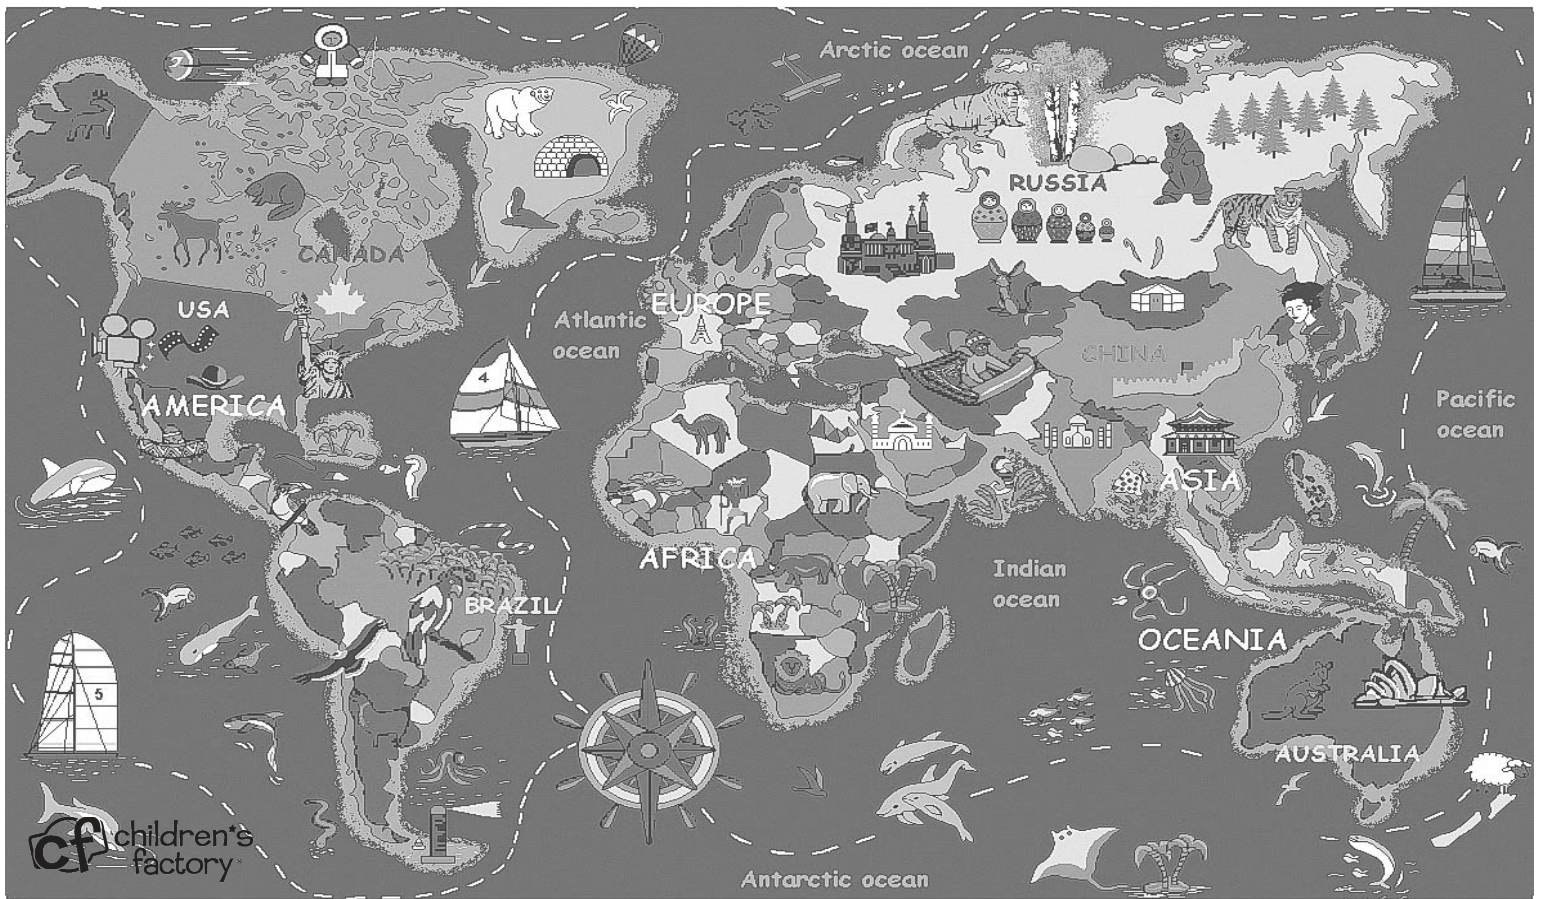 Arctic ocean
RUSSIA
CANADA
USA
EUROPE
Atlantic
ocean
CHINA
4
AMERICA
Pacific
ocean
ASIA
AFRICA
Indian
ocean
BRAZIL
OCEANIA
5
AUSTRALIA
cf children's
factory
Antarctic ocean